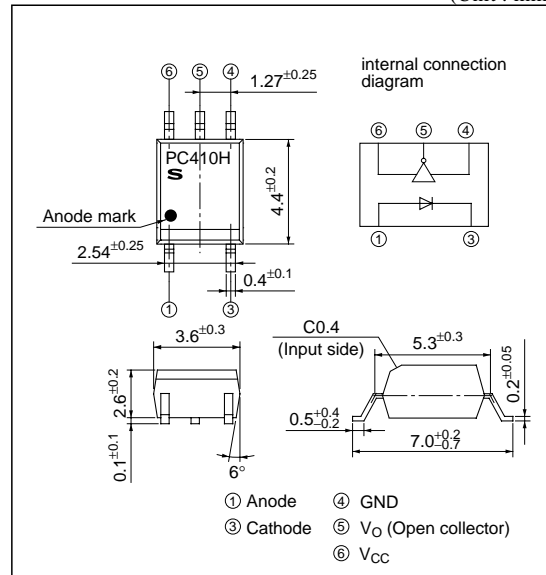 (Unit : mm)
⑥ ⑤ ④
1.27±0.25
internal connection
diagram
⑥ ⑤ ④
PC410H
S
4.4±0.2
Anode mark
2.54±0.25
0.4±0.1
① ③
① ③
3.6±0.3
C0.4
(Input side)
5.3±0.3
2.6±0.2
0.2±0.05
0.5+0.4−0.2
0.1±0.1
7.0+0.2−0.7
6°
① Anode ④ GND
③ Cathode ⑤ VO (Open collector)
⑥ VCC